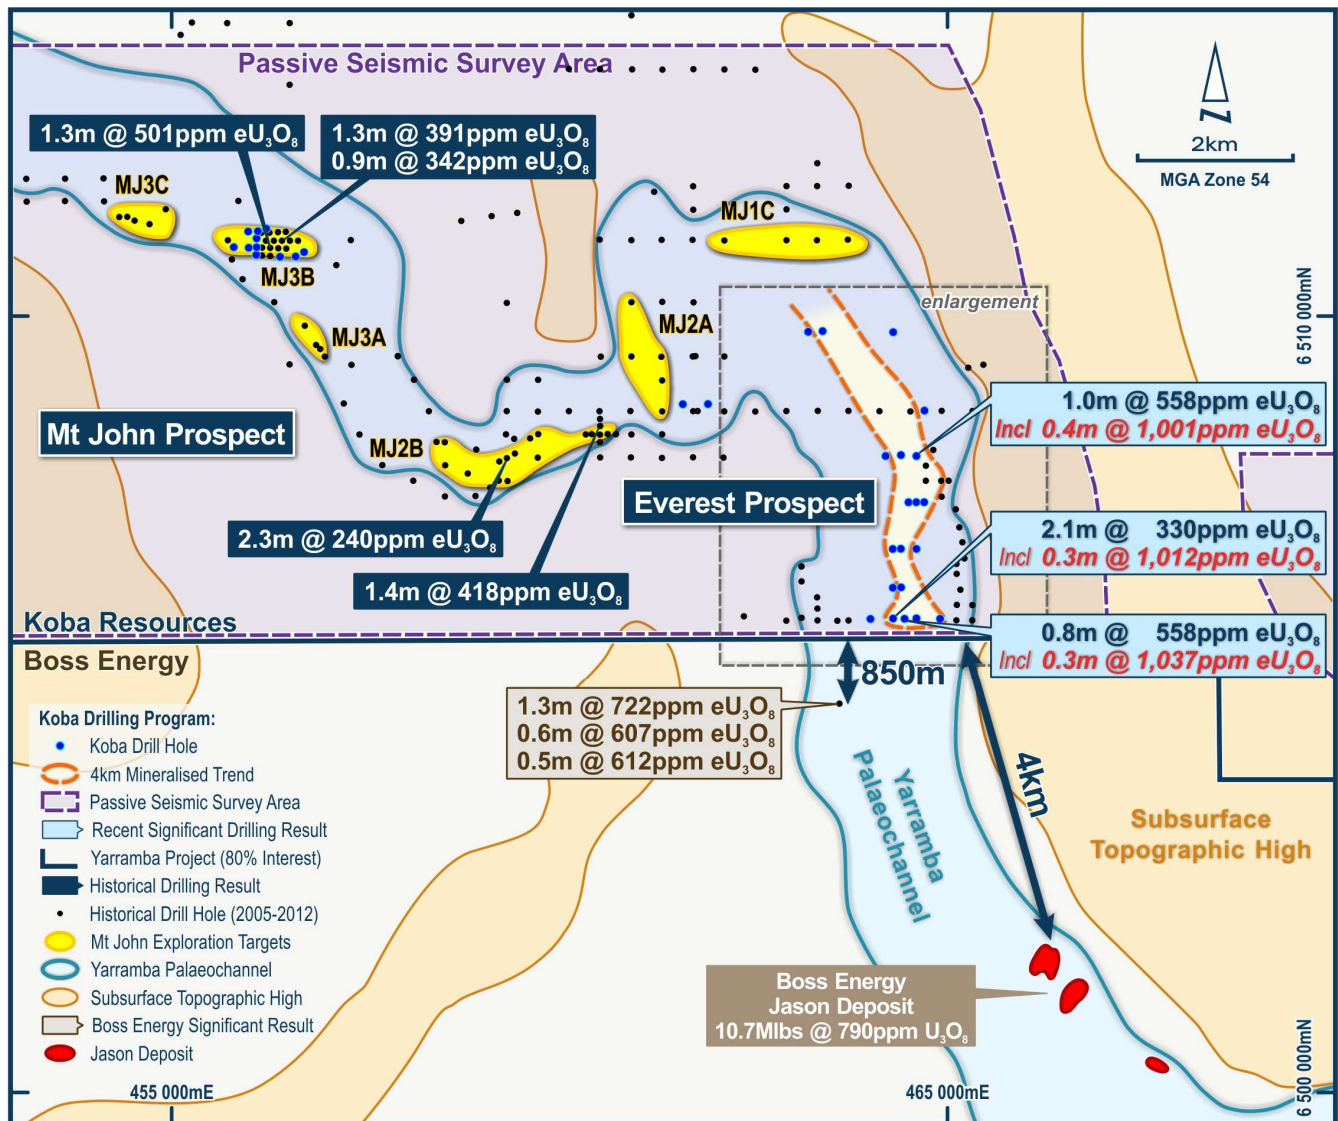 Passive Seismic Survey Area
1.3m @ 501ppm eU₃O₈
1.3m @ 391ppm eU₃O₈
0.9m @ 342ppm eU₃O₈
2km
MGA Zone 54
MJ3C
MJ1C
MJ3B
enlargement
6 510 000mN
MJ2A
MJ3A
1.0m @ 558ppm eU₃O₈
Incl 0.4m @ 1,001ppm eU₃O₈
Mt John Prospect
MJ2B
Everest Prospect
2.3m @ 240ppm eU₃O₈
2.1m @ 330ppm eU₃O₈
Incl 0.3m @ 1,012ppm eU₃O₈
1.4m @ 418ppm eU₃O₈
Koba Resources
0.8m @ 558ppm eU₃O₈
Incl 0.3m @ 1,037ppm eU₃O₈
Boss Energy
850m
1.3m @ 722ppm eU₃O₈
0.6m @ 607ppm eU₃O₈
0.5m @ 612ppm eU₃O₈
4km
Yarramba
Palaeochannel
Subsurface
Topographic High
Koba Drilling Program:
Koba Drill Hole
4km Mineralised Trend
Passive Seismic Survey Area
Recent Significant Drilling Result
Yarramba Project (80% Interest)
Historical Drilling Result
Historical Drill Hole (2005-2012)
Mt John Exploration Targets
Yarramba Palaeochannel
Subsurface Topographic High
Boss Energy Significant Result
Jason Deposit
Boss Energy
Jason Deposit
10.7Mlbs @ 790ppm U₃O₈
455 000mE
465 000mE
6 500 000mN
N